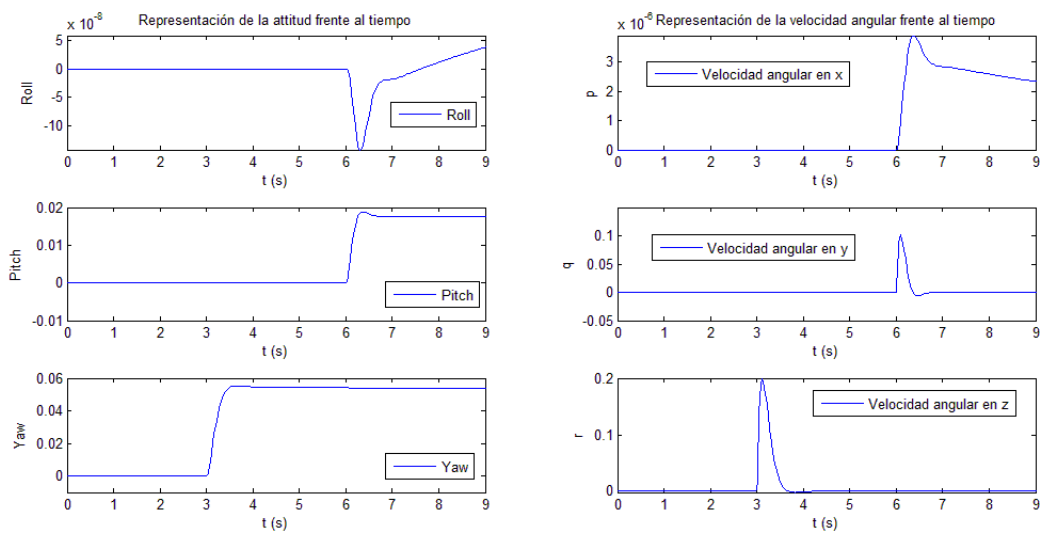 x 10^-8 Representación de la attitud frente al tiempo
5
0
-5
-10
Roll
Roll
0 1 2 3 4 5 6 7 8 9
t (s)
0.02
0.01
0
-0.01
Pitch
Pitch
0 1 2 3 4 5 6 7 8 9
t (s)
0.06
0.04
0.02
0
Yaw
Yaw
0 1 2 3 4 5 6 7 8 9
t (s)
x 10^-6 Representación de la velocidad angular frente al tiempo
3
2
1
0
p
Velocidad angular en x
0 1 2 3 4 5 6 7 8 9
t (s)
0.1
0.05
0
-0.05
q
Velocidad angular en y
0 1 2 3 4 5 6 7 8 9
t (s)
0.2
0.1
0
r
Velocidad angular en z
0 1 2 3 4 5 6 7 8 9
t (s)